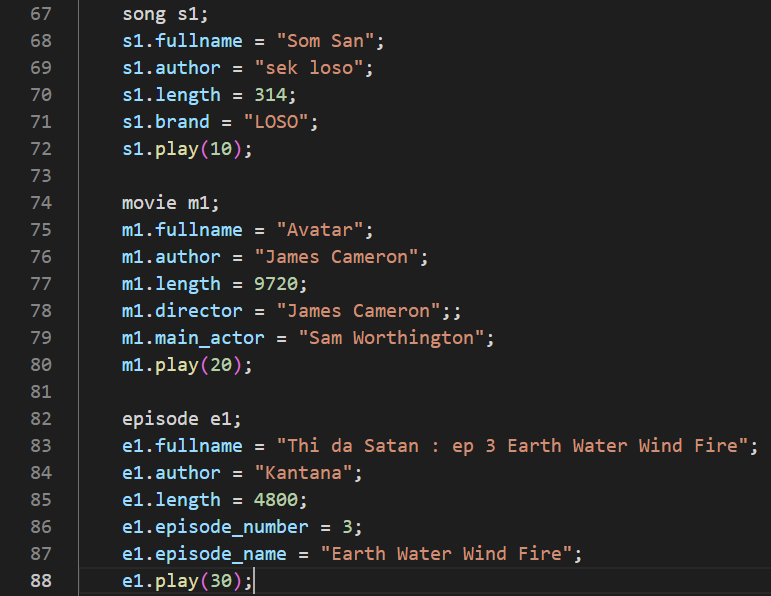 67 song s1;
68 s1.fullname = "Som San";
69 s1.author = "sek loso";
70 s1.length = 314;
71 s1.brand = "LOSO";
72 s1.play(10);
73
74 movie m1;
75 m1.fullname = "Avatar";
76 m1.author = "James Cameron";
77 m1.length = 9720;
78 m1.director = "James Cameron";;
79 m1.main_actor = "Sam Worthington";
80 m1.play(20);
81
82 episode e1;
83 e1.fullname = "Thi da Satan : ep 3 Earth Water Wind Fire";
84 e1.author = "Kantana";
85 e1.length = 4800;
86 e1.episode_number = 3;
87 e1.episode_name = "Earth Water Wind Fire";
88 e1.play(30);